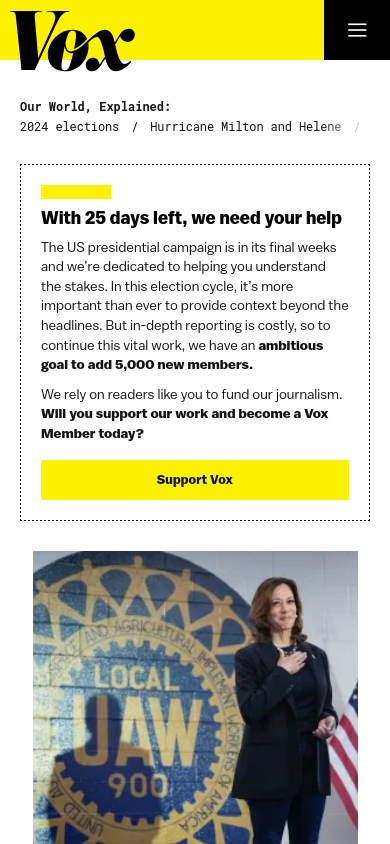 Vox
Our World, Explained:
2024 elections / Hurricane Milton and Helene /
With 25 days left, we need your help
The US presidential campaign is in its final weeks
and we’re dedicated to helping you understand
the stakes. In this election cycle, it’s more
important than ever to provide context beyond the
headlines. But in-depth reporting is costly, so to
continue this vital work, we have an ambitious
goal to add 5,000 new members.
We rely on readers like you to fund our journalism.
Will you support our work and become a Vox
Member today?
Support Vox
SPACE AND AGRICULTURAL IMPLEMENT WORKERS OF AMERICA
LOCAL
UAW
900
UNITED AU